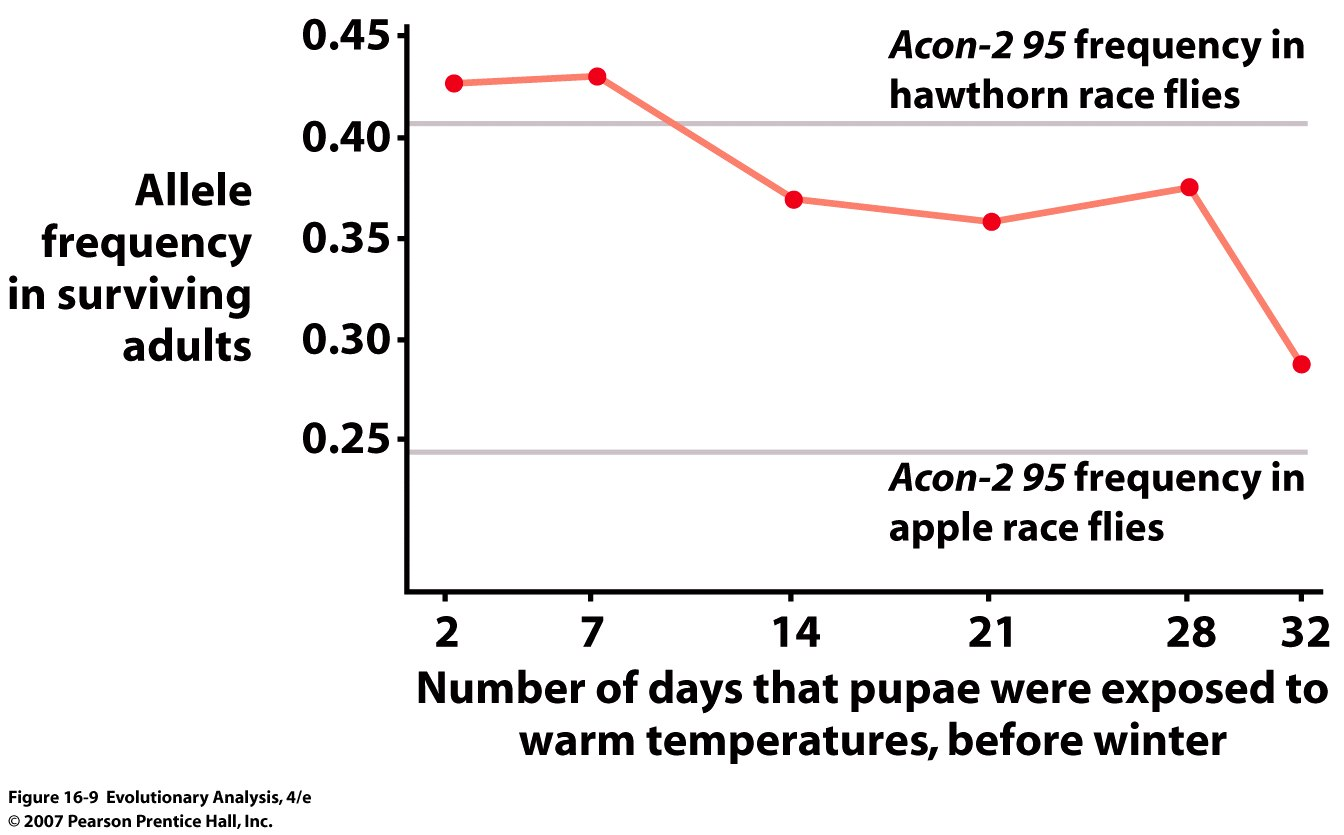 0.45
0.40
0.35
0.30
0.25
Allele
frequency
in surviving
adults
Acon-2 95 frequency in
hawthorn race flies
Acon-2 95 frequency in
apple race flies
2 7 14 21 28 32
Number of days that pupae were exposed to
warm temperatures, before winter
Figure 16-9 Evolutionary Analysis, 4/e
© 2007 Pearson Prentice Hall, Inc.